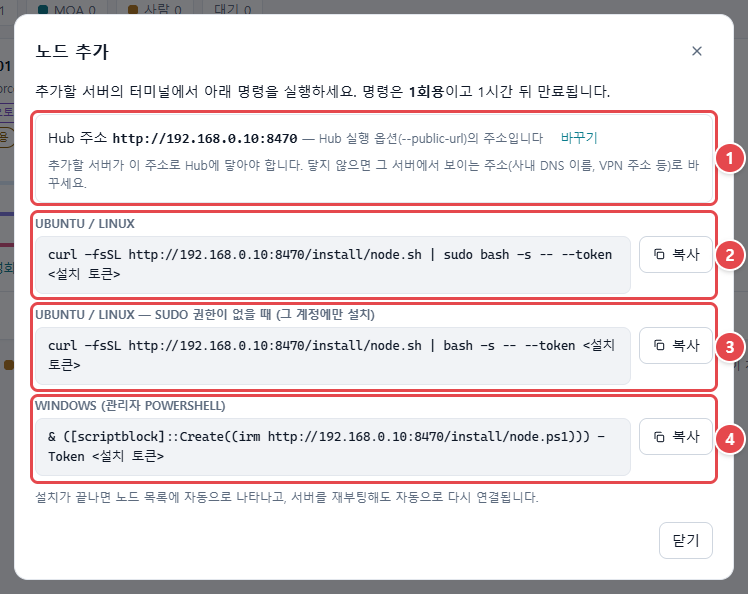 1
MOA 0
사람 0
대기 0
노드 추가
×
추가할 서버의 터미널에서 아래 명령을 실행하세요. 명령은 1회용이고 1시간 뒤 만료됩니다.
Hub 주소 http://192.168.0.10:8470 — Hub 실행 옵션(--public-url)의 주소입니다 바꾸기
추가할 서버가 이 주소로 Hub에 닿아야 합니다. 닿지 않으면 그 서버에서 보이는 주소(사내 DNS 이름, VPN 주소 등)로 바
꾸세요.
1
UBUNTU / LINUX
curl -fsSL http://192.168.0.10:8470/install/node.sh | sudo bash -s -- --token
<설치 토큰>
복사
2
UBUNTU / LINUX — SUDO 권한이 없을 때 (그 계정에만 설치)
curl -fsSL http://192.168.0.10:8470/install/node.sh | bash -s -- --token <설치
토큰>
복사
3
WINDOWS (관리자 POWERSHELL)
& ([scriptblock]::Create((irm http://192.168.0.10:8470/install/node.ps1))) -
Token <설치 토큰>
복사
4
설치가 끝나면 노드 목록에 자동으로 나타나고, 서버를 재부팅해도 자동으로 다시 연결됩니다.
닫기